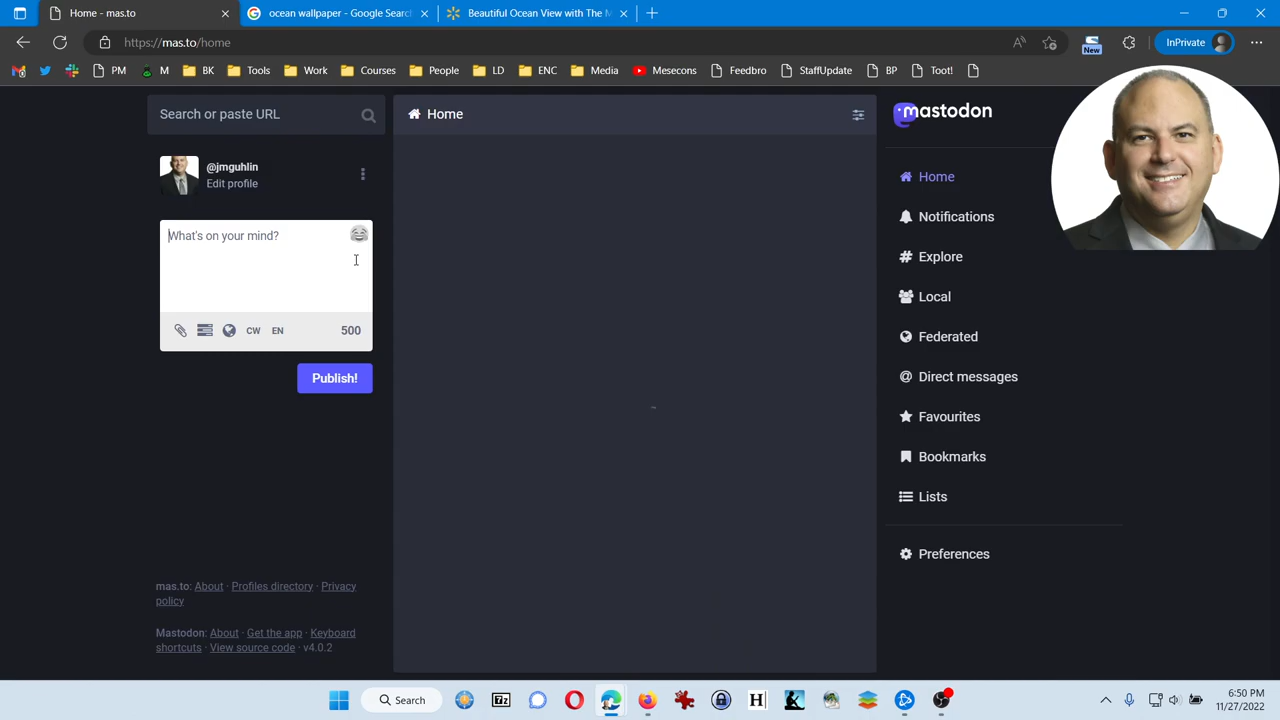 Home - mas.to
ocean wallpaper - Google Searc
Beautiful Ocean View with The M
https://mas.to/home
InPrivate
New
PM
M
BK
Tools
Work
Courses
People
LD
ENC
Media
Mesecons
Feedbro
StaffUpdate
BP
Toot!
Search or paste URL
@jmguhlin
Edit profile
What's on your mind?
CW
EN
500
Publish!
mas.to: About · Profiles directory · Privacy
policy
Mastodon: About · Get the app · Keyboard
shortcuts · View source code · v4.0.2
Home
mastodon
Home
Notifications
Explore
Local
Federated
Direct messages
Favourites
Bookmarks
Lists
Preferences
Search
7z
H
6:50 PM
11/27/2022